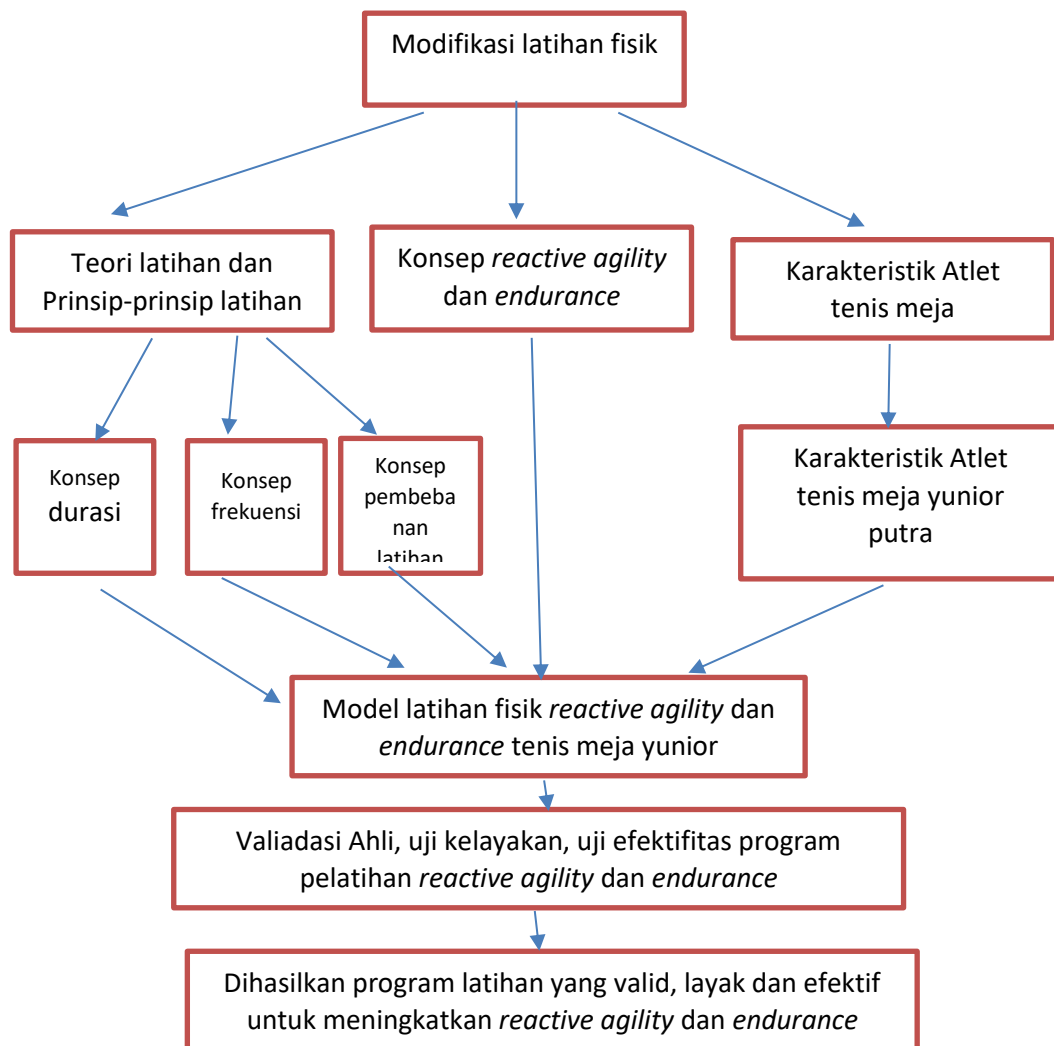 Modifikasi latihan fisik
Teori latihan dan
Prinsip-prinsip latihan
Konsep reactive agility
dan endurance
Karakteristik Atlet
tenis meja
Konsep
durasi
Konsep
frekuensi
Konsep
pembeba
nan
latihan
Karakteristik Atlet
tenis meja yunior
putra
Model latihan fisik reactive agility dan
endurance tenis meja yunior
Valiadasi Ahli, uji kelayakan, uji efektifitas program
pelatihan reactive agility dan endurance
Dihasilkan program latihan yang valid, layak dan efektif
untuk meningkatkan reactive agility dan endurance